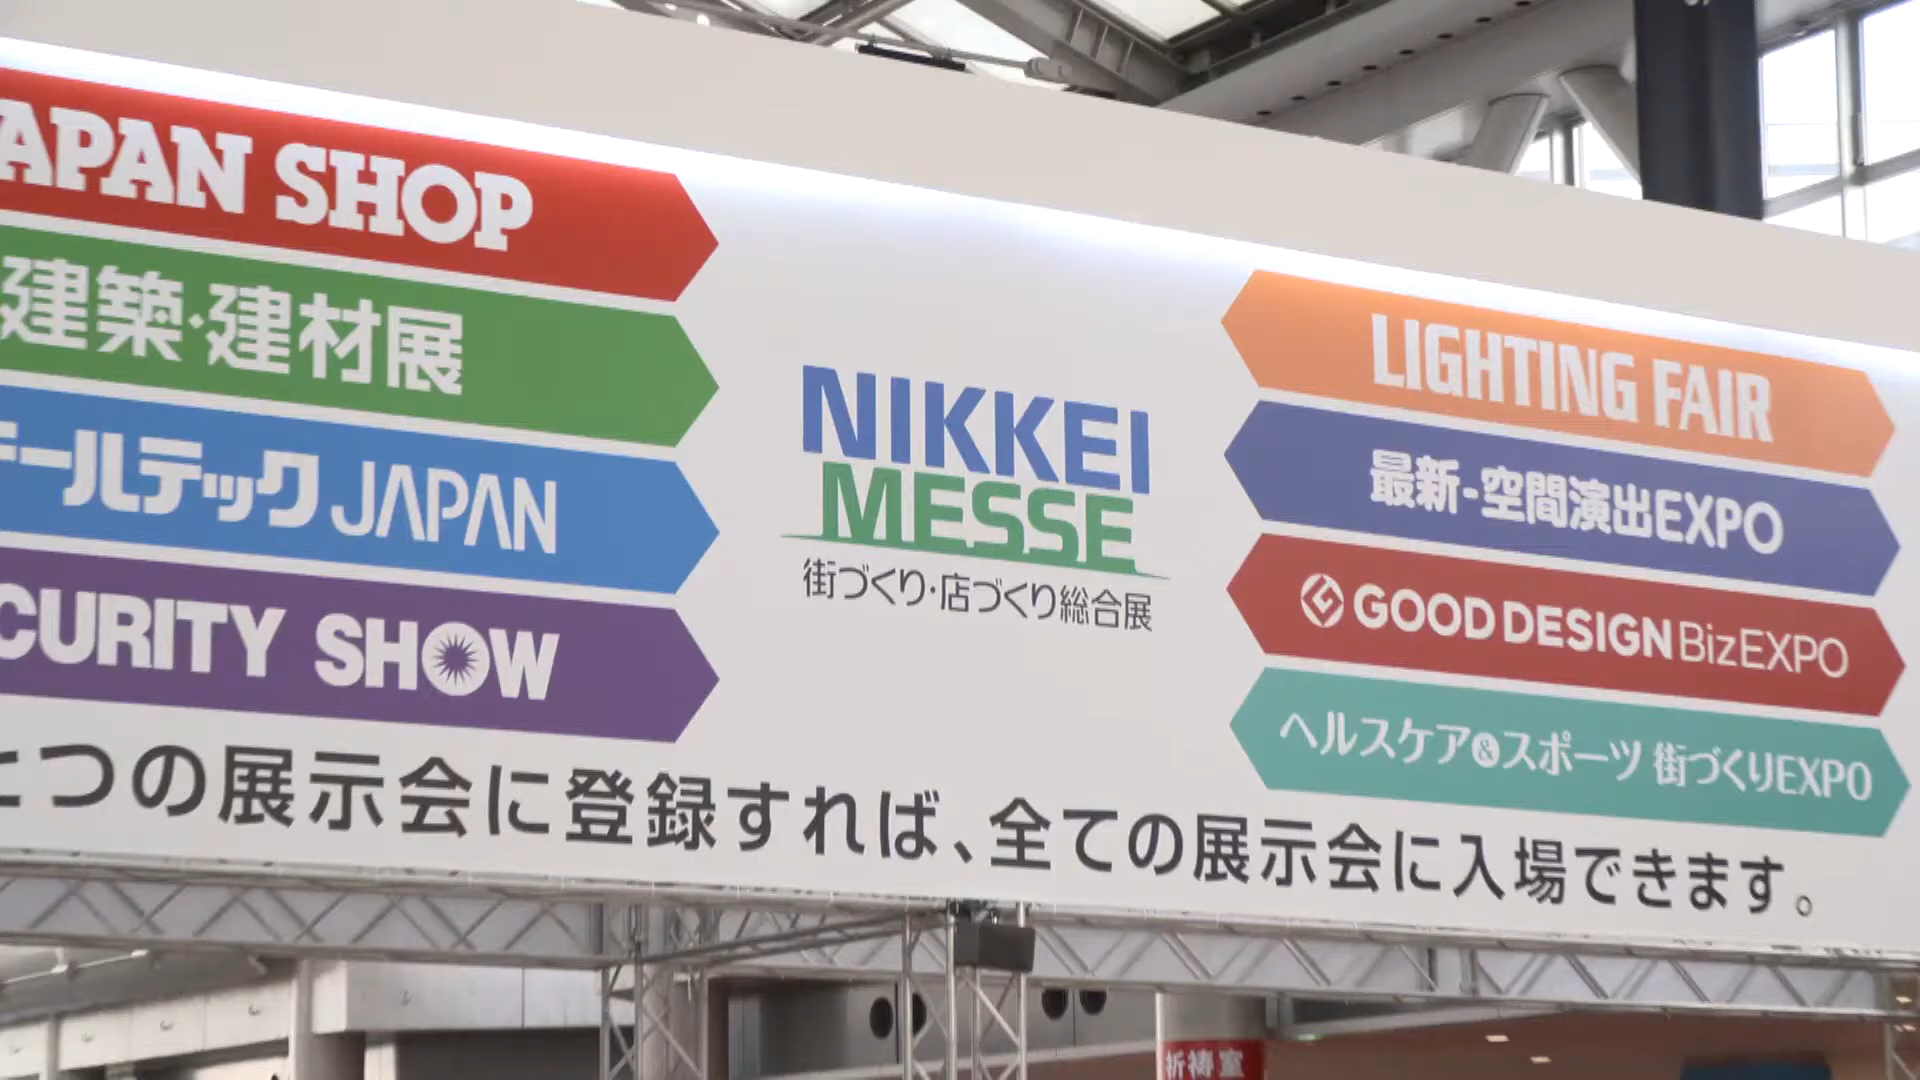 JAPAN SHOP
建築・建材展
ールテック JAPAN
CURITY SHOW
NIKKEI
MESSE
街づくり・店づくり総合展
LIGHTING FAIR
最新-空間演出EXPO
GOOD DESIGN BizEXPO
ヘルスケア&スポーツ 街づくりEXPO
とつの展示会に登録すれば、全ての展示会に入場できます。
祈祷室